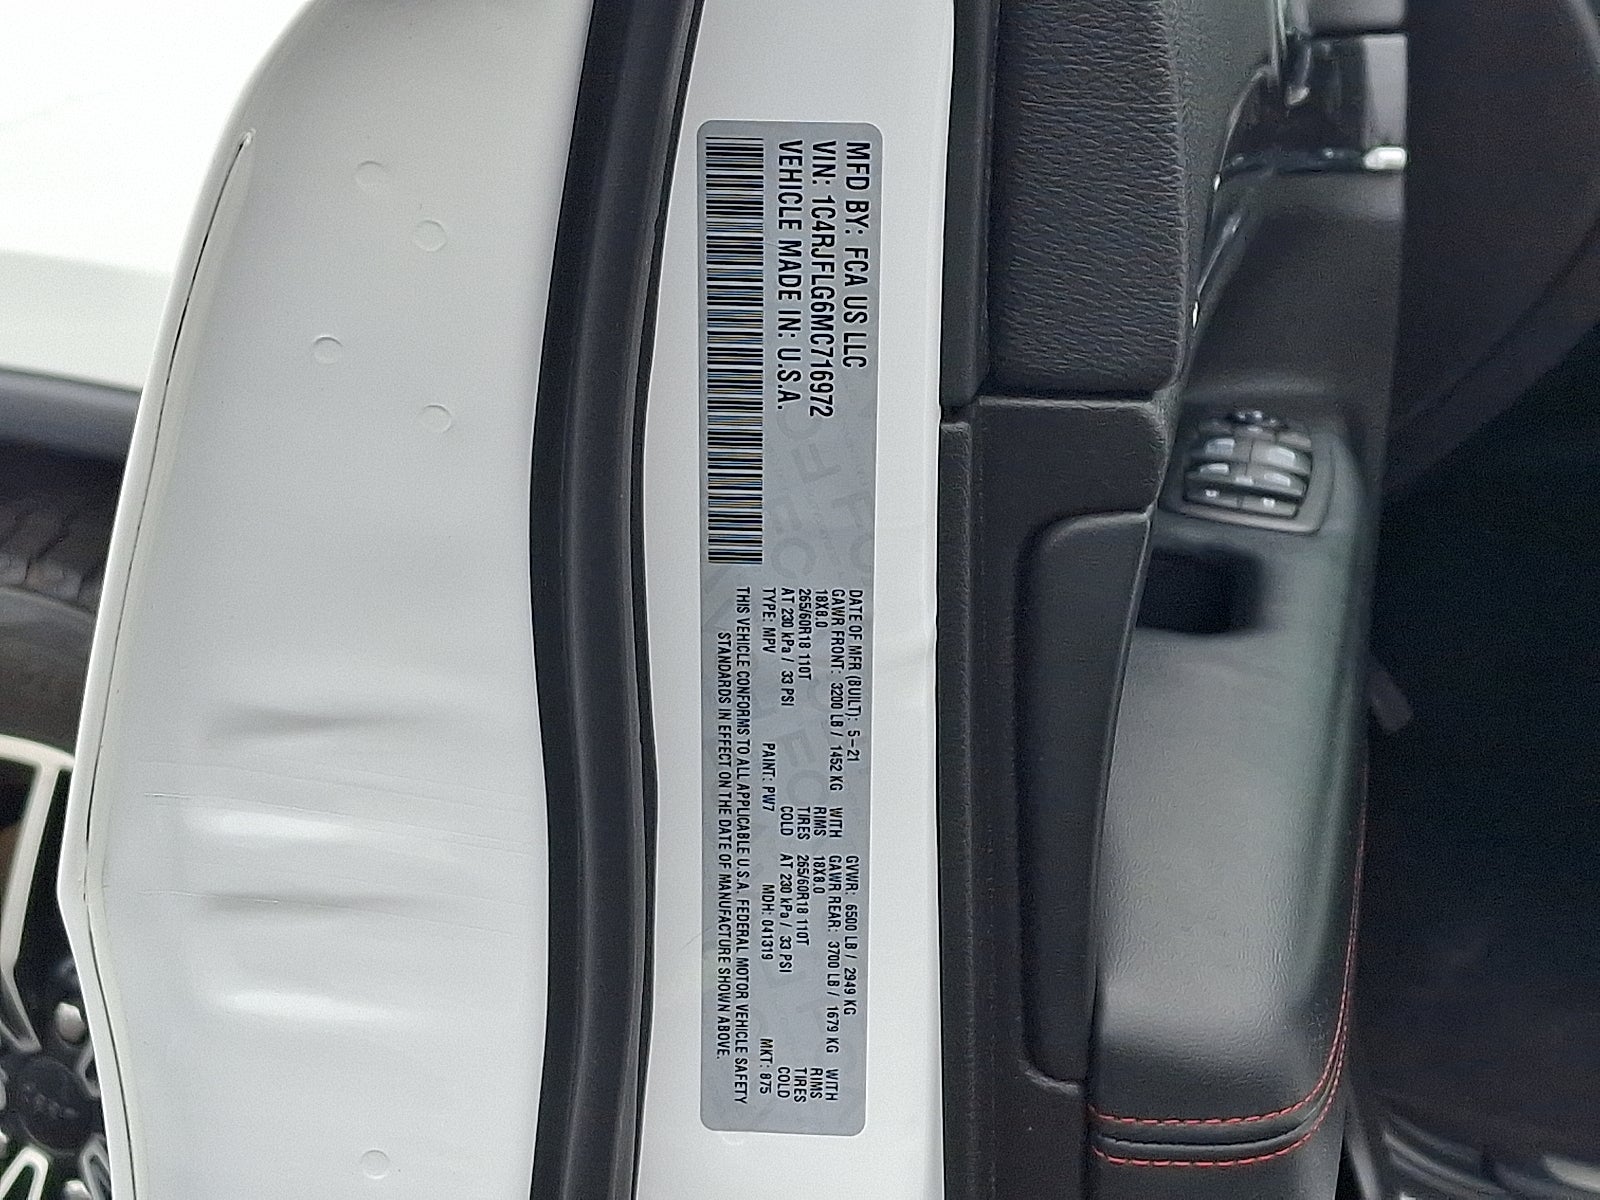 MFD BY: FCA US LLC
VIN: 1C4RJFLG6MC716972
VEHICLE MADE IN: U.S.A.
DATE OF MFR (BUILT): 5-21 GVWR: 6500 LB / 2949 KG
GAWR FRONT: 3200 LB / 1452 KG WITH GAWR REAR: 3700 LB / 1679 KG WITH
18X8.0 RIMS 18X8.0 RIMS
265/60R18 110T TIRES 265/60R18 110T TIRES
AT 230 kPa / 33 PSI COLD AT 230 kPa / 33 PSI COLD
TYPE: MPV PAINT: PW7 MDH: 041319 MKT: 875
THIS VEHICLE CONFORMS TO ALL APPLICABLE U.S.A. FEDERAL MOTOR VEHICLE SAFETY
STANDARDS IN EFFECT ON THE DATE OF MANUFACTURE SHOWN ABOVE.